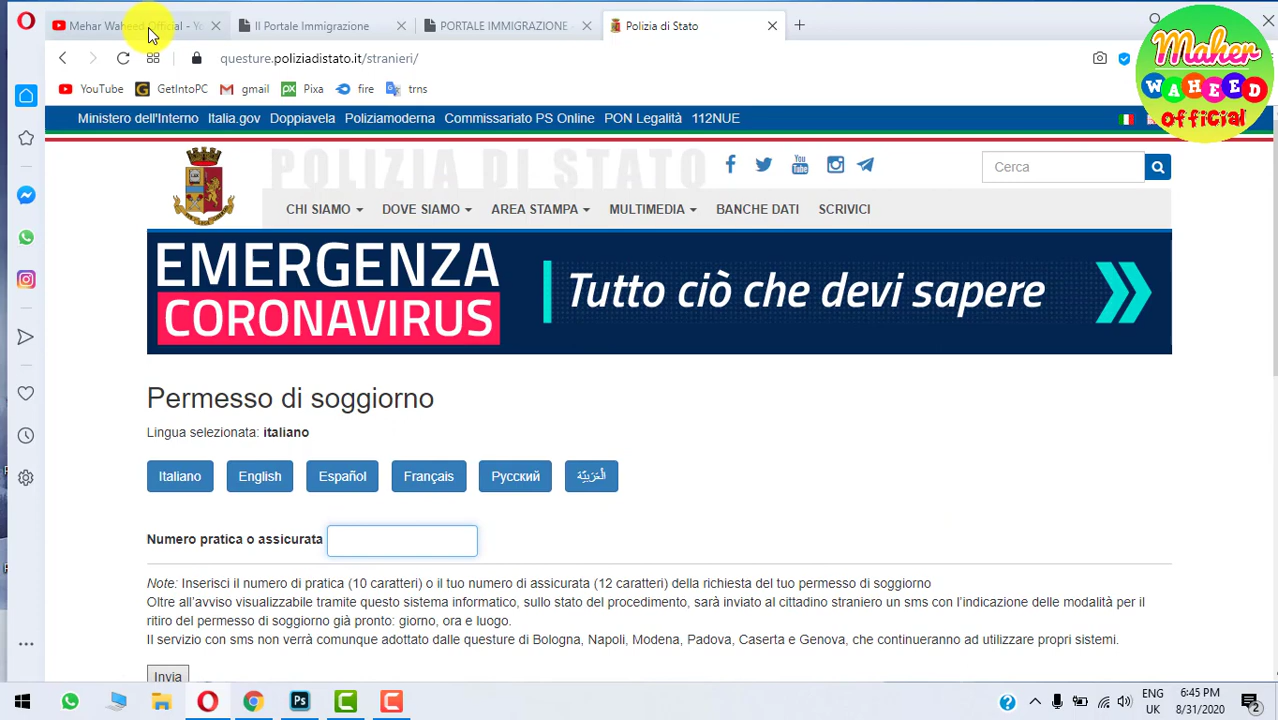 Mehar Waheed Official - Yo
Il Portale Immigrazione
PORTALE IMMIGRAZIONE -
Polizia di Stato
questure.poliziadistato.it/stranieri/
YouTube
GetIntoPC
gmail
Pixa
fire
trns
Maher
WAHEED
official
Ministero dell'Interno Italia.gov Doppiavela Poliziamoderna Commissariato PS Online PON Legalità 112NUE
POLIZIA DI STATO
Cerca
CHI SIAMO DOVE SIAMO AREA STAMPA MULTIMEDIA BANCHE DATI SCRIVICI
EMERGENZA
CORONAVIRUS
Tutto ciò che devi sapere
Permesso di soggiorno
Lingua selezionata: italiano
Italiano English Español Français Русский الْعَرَبيّة
Numero pratica o assicurata
Note: Inserisci il numero di pratica (10 caratteri) o il tuo numero di assicurata (12 caratteri) della richiesta del tuo permesso di soggiorno
Oltre all'avviso visualizzabile tramite questo sistema informatico, sullo stato del procedimento, sarà inviato al cittadino straniero un sms con l'indicazione delle modalità per il
ritiro del permesso di soggiorno già pronto: giorno, ora e luogo.
Il servizio con sms non verrà comunque adottato dalle questure di Bologna, Napoli, Modena, Padova, Caserta e Genova, che continueranno ad utilizzare propri sistemi.
Invia
ENG
UK
6:45 PM
8/31/2020
2